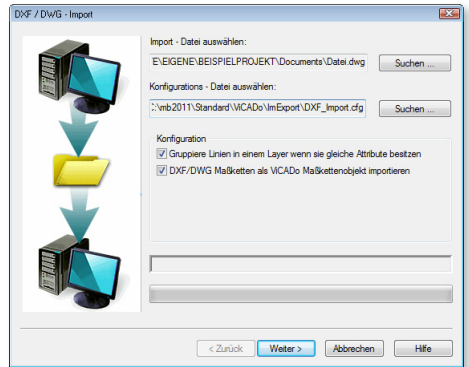 DXF / DWG - Import
Import - Datei auswählen:
E\EIGENE\BEISPIELPROJEKT\Documents\Datei.dwg
Suchen ...
Konfigurations - Datei auswählen:
:\mb2011\Standard\ViCADo\ImExport\DXF_Import.cfg
Suchen ...
Konfiguration
Gruppiere Linien in einem Layer wenn sie gleiche Attribute besitzen
DXF/DWG Maßketten als ViCADo Maßkettenobjekt importieren
< Zurück
Weiter >
Abbrechen
Hilfe